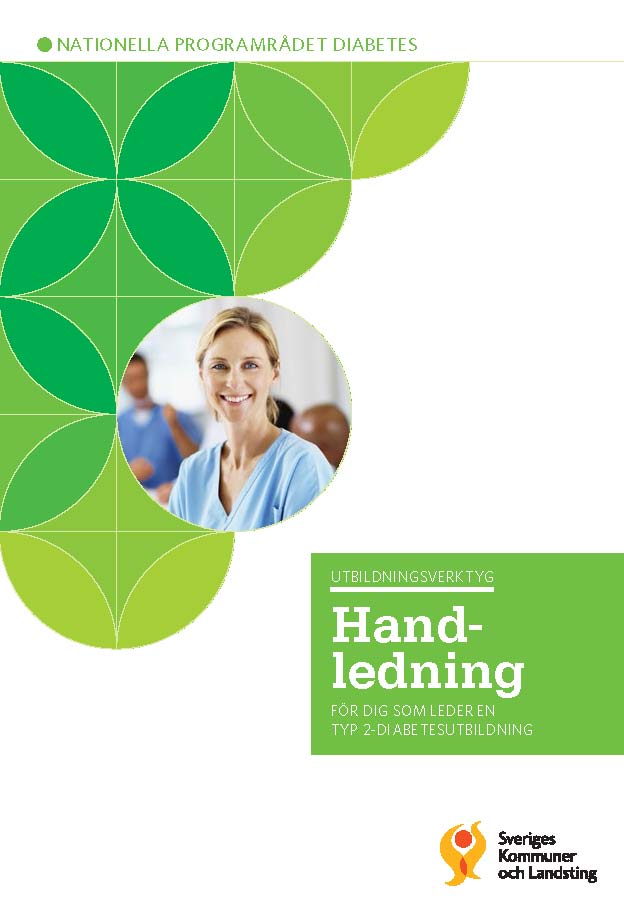 NATIONELLA PROGRAMRÅDET DIABETES
UTBILDNINGSVERKTYG
Hand-
ledning
FÖR DIG SOM LEDER EN
TYP 2-DIABETESUTBILDNING
Sveriges
Kommuner
och Landsting